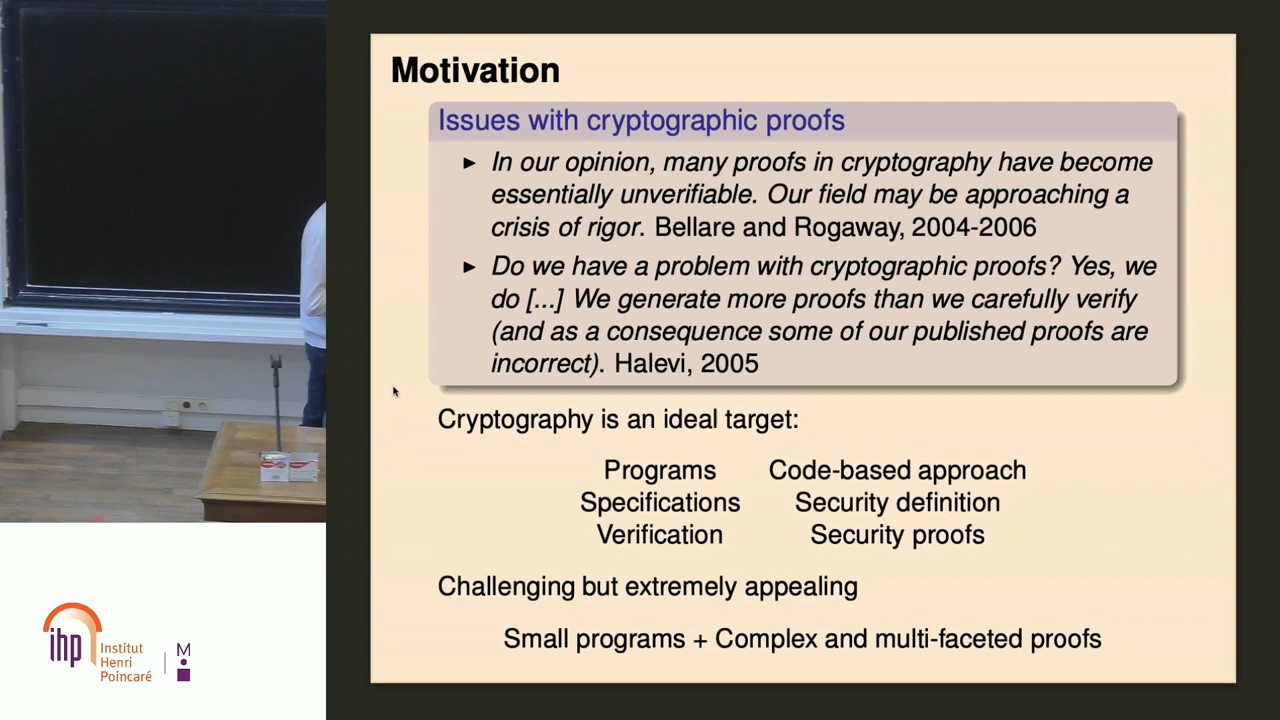 Motivation
Issues with cryptographic proofs
► In our opinion, many proofs in cryptography have become
essentially unverifiable. Our field may be approaching a
crisis of rigor. Bellare and Rogaway, 2004-2006
► Do we have a problem with cryptographic proofs? Yes, we
do [...] We generate more proofs than we carefully verify
(and as a consequence some of our published proofs are
incorrect). Halevi, 2005
Cryptography is an ideal target:
Programs Code-based approach
Specifications Security definition
Verification Security proofs
Challenging but extremely appealing
Small programs + Complex and multi-faceted proofs
ihp
Institut
Henri
Poincaré
M